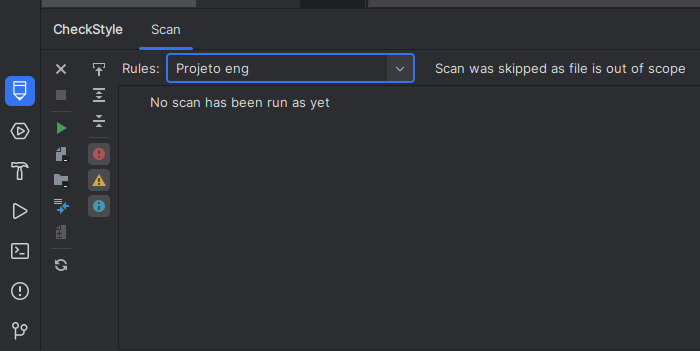 CheckStyle Scan
Rules: Projeto eng Scan was skipped as file is out of scope
No scan has been run as yet